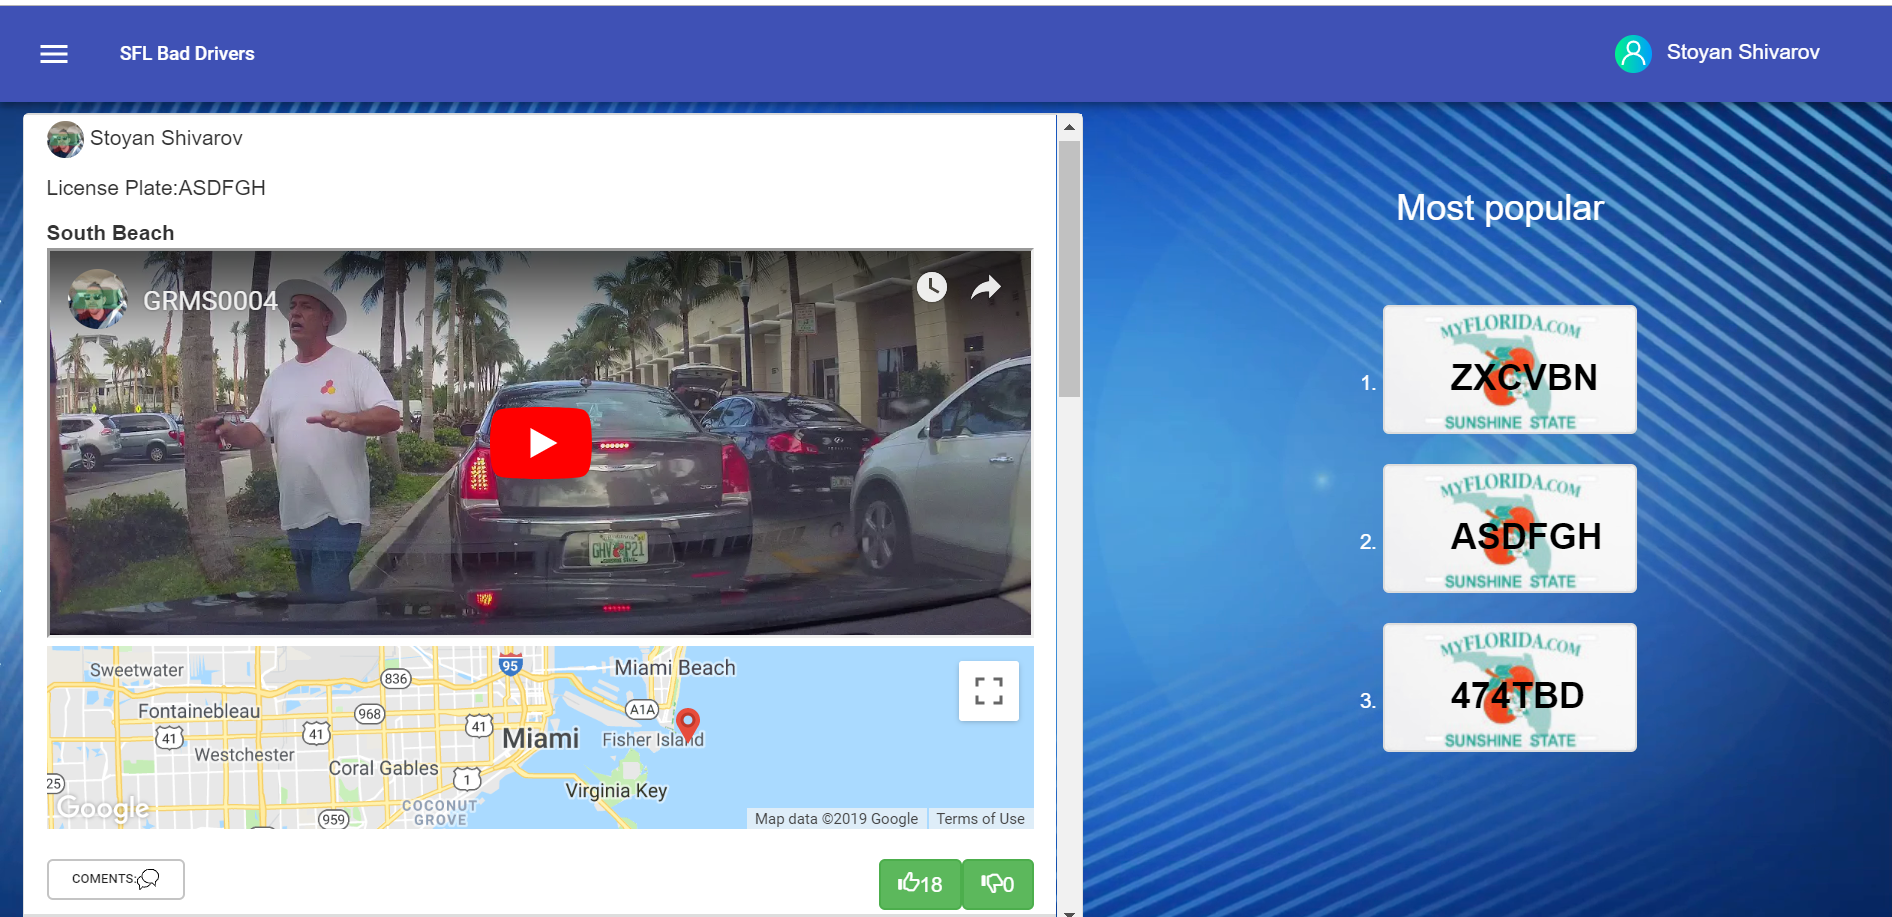 SFL Bad Drivers
Stoyan Shivarov
Stoyan Shivarov
License Plate:ASDFGH
South Beach
GRMS0004
GHV P21
Most popular
1.
MYFLORIDA.COM
ZXCVBN
SUNSHINE STATE
2.
MYFLORIDA.COM
ASDFGH
SUNSHINE STATE
3.
MYFLORIDA.COM
474TBD
SUNSHINE STATE
Sweetwater
836
95
Miami Beach
Fontainebleau
968
A1A
41
41
41
Miami
Fisher Island
Westchester
Coral Gables
1
Virginia Key
25
Google
COCONUT
GROVE
959
Map data ©2019 Google
Terms of Use
COMENTS:
18
0